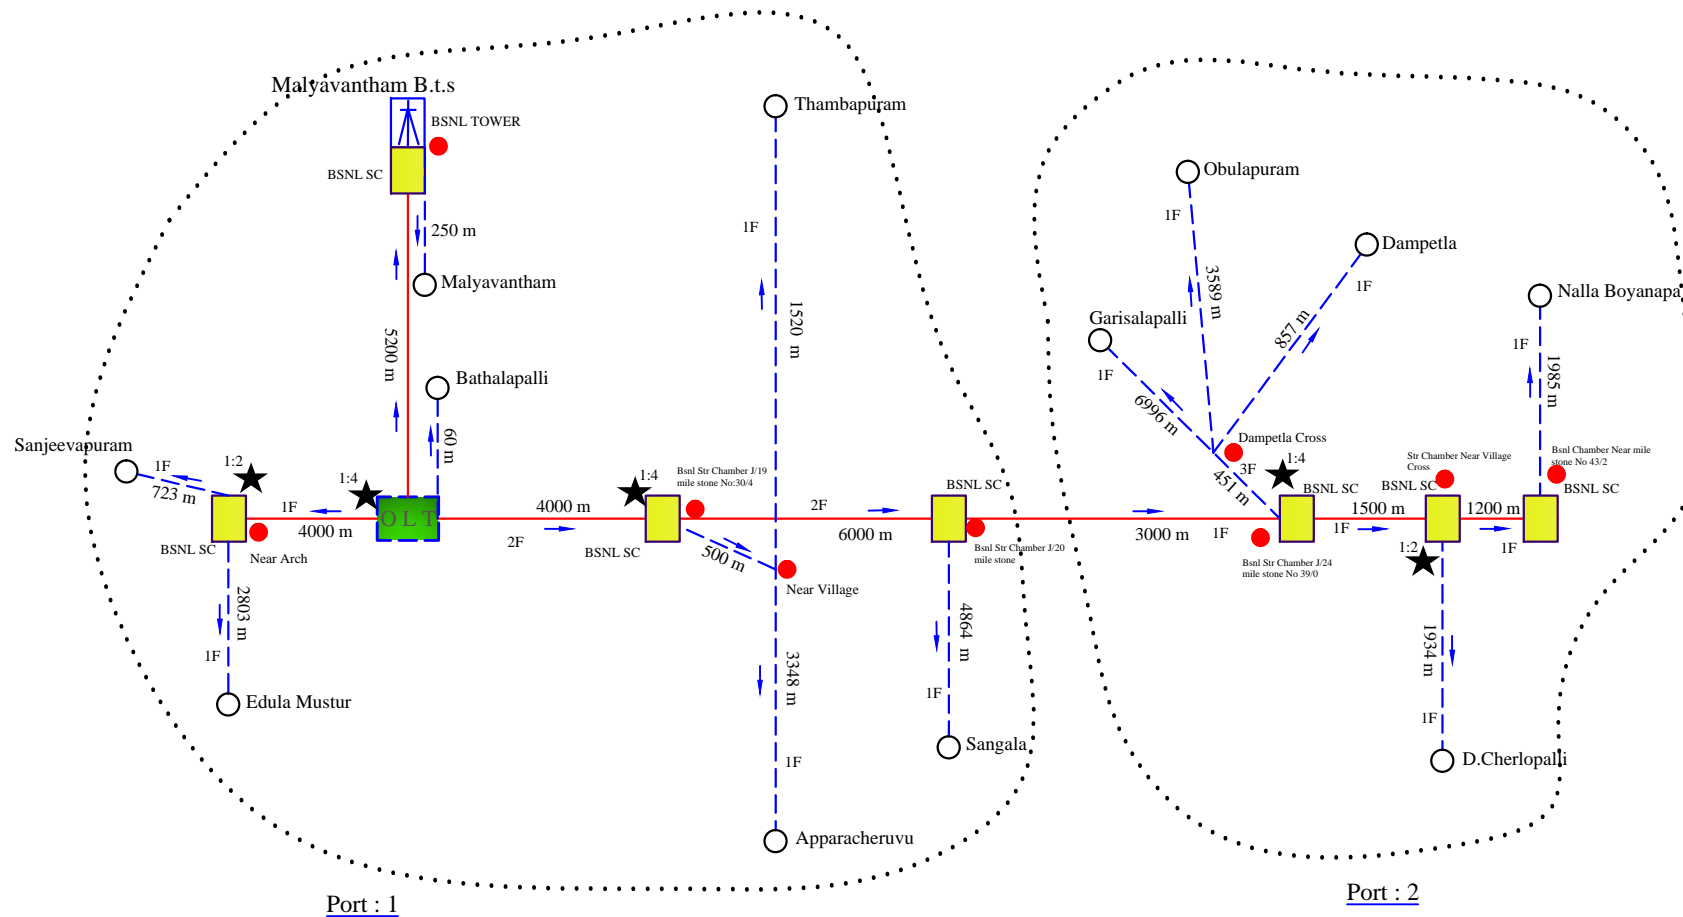 Malyavantham B.t.s
BSNL TOWER
BSNL SC
250 m
Malyavantham
5200 m
Bathalapalli
60 m
Sanjeevapuram
1F
723 m
1:2
1:4
1F
4000 m
OLT
BSNL SC
Near Arch
2803 m
1F
Edula Mustur
Thambapuram
1F
1520 m
1:4
Bsnl Str Chamber J/19
mile stone No:30/4
4000 m
2F
BSNL SC
500 m
Near Village
3348 m
1F
Apparacheruvu
2F
6000 m
BSNL SC
Bsnl Str Chamber J/20
mile stone
4864 m
1F
Sangala
3000 m
1F
Obulapuram
1F
3589 m
Dampetla
1F
857 m
Garisalapalli
1F
6996 m
Dampetla Cross
3F
451 m
1:4
BSNL SC
Bsnl Str Chamber J/24
mile stone No 39/0
1500 m
1F
Str Chamber Near Village
Cross
BSNL SC
1:2
1200 m
1F
1934 m
1F
D.Cherlopalli
Nalla Boyanapa
1F
1985 m
Bsnl Chamber Near mile
stone No 43/2
BSNL SC
Port : 1
Port : 2